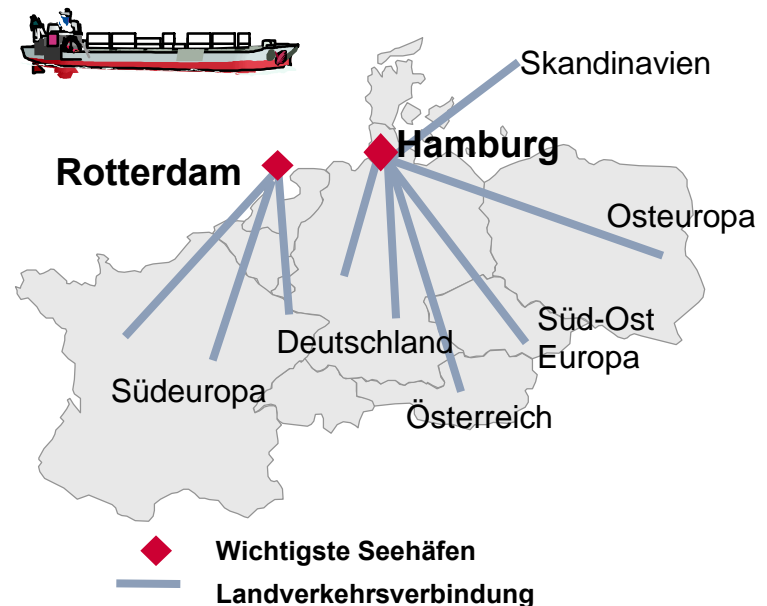 Skandinavien
Hamburg
Rotterdam
Osteuropa
Süd-Ost
Europa
Deutschland
Südeuropa
Österreich
Wichtigste Seehäfen
Landverkehrsverbindung